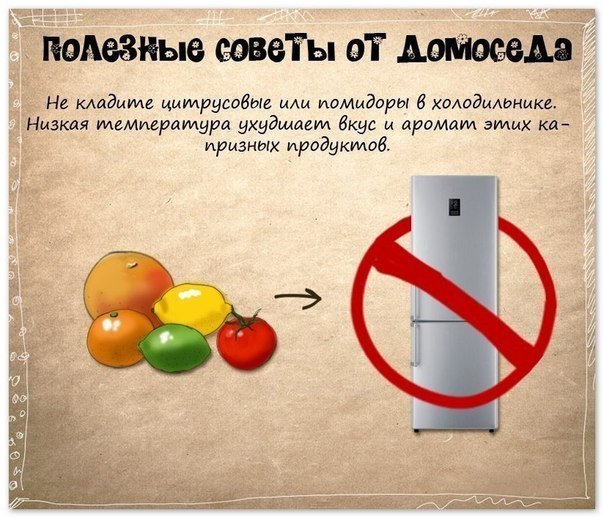 Полезные советы от домоседа
Не кладите цитрусовые или помидоры в холодильнике.
Низкая температура ухудшает вкус и аромат этих ка-
призных продуктов.